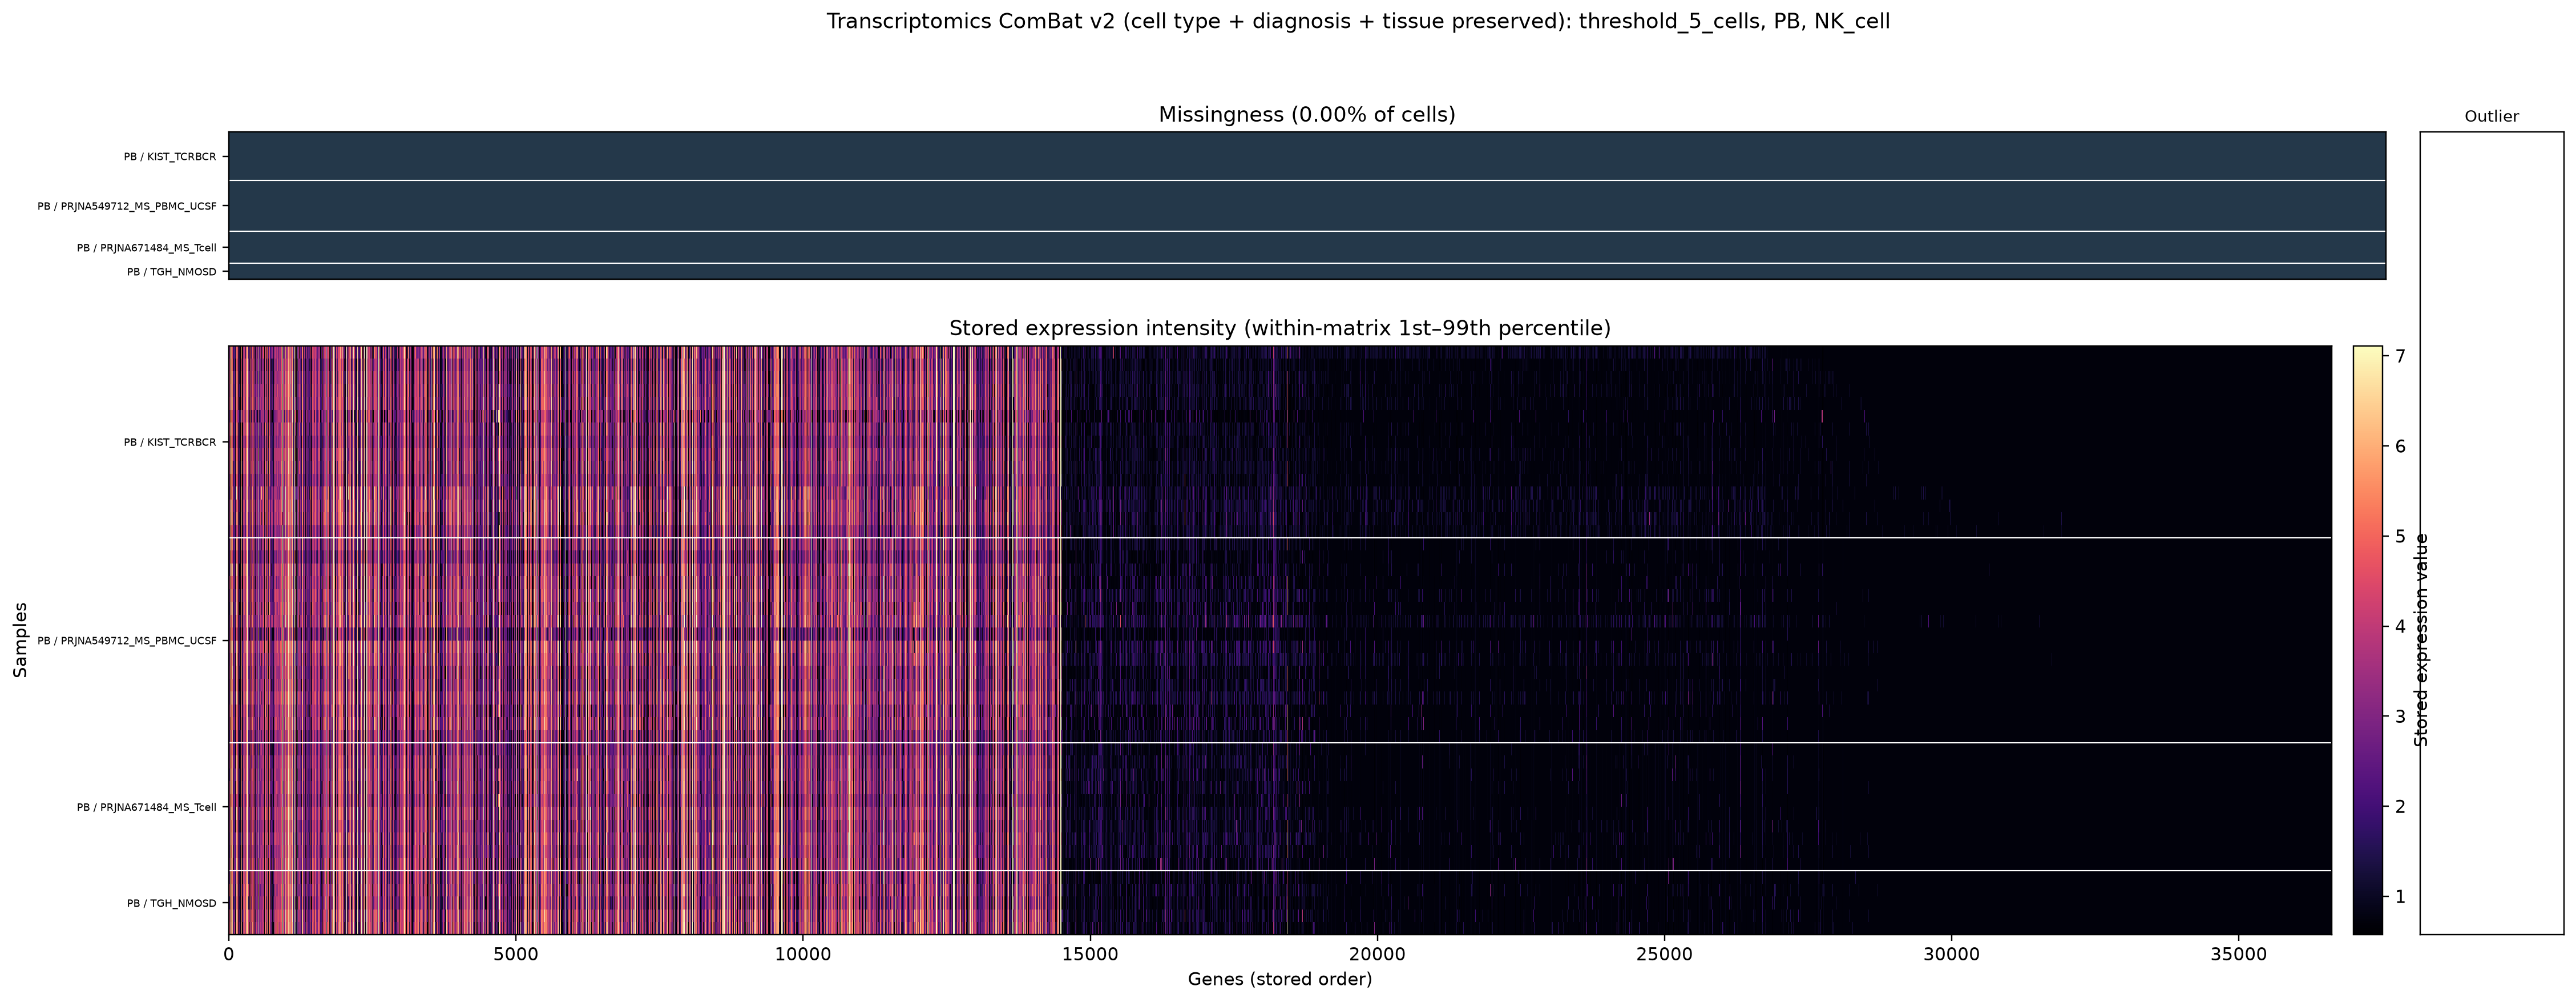 Transcriptomics ComBat v2 (cell type + diagnosis + tissue preserved): threshold_5_cells, PB, NK_cell
Missingness (0.00% of cells)
Outlier
PB / KIST_TCRBCR
PB / PRJNA549712_MS_PBMC_UCSF
PB / PRJNA671484_MS_Tcell
PB / TGH_NMOSD
Stored expression intensity (within-matrix 1st–99th percentile)
Samples
PB / KIST_TCRBCR
PB / PRJNA549712_MS_PBMC_UCSF
PB / PRJNA671484_MS_Tcell
PB / TGH_NMOSD
7
6
5
4
3
2
1
Stored expression value
0 5000 10000 15000 20000 25000 30000 35000
Genes (stored order)